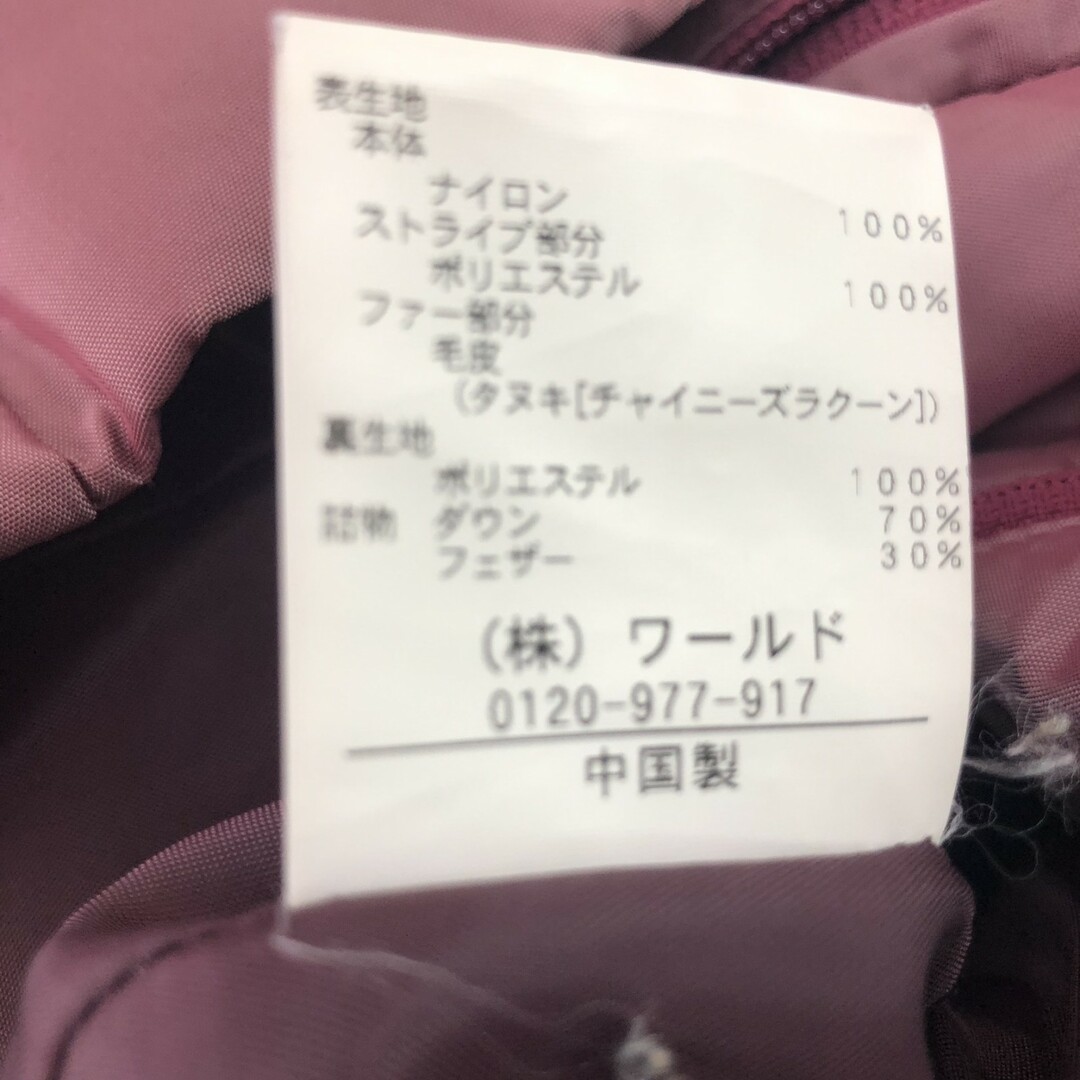 表生地
本体
ナイロン 100%
ストライプ部分
ポリエステル 100%
ファー部分
毛皮
(タヌキ[チャイニーズラクーン])
裏生地
ポリエステル 100%
詰物 ダウン 70%
フェザー 30%
(株) ワールド
0120-977-917
中国製